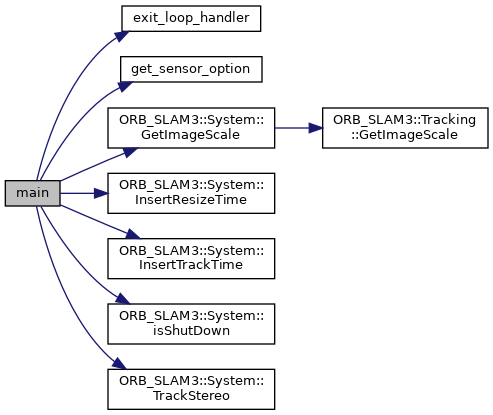 exit_loop_handler
get_sensor_option
ORB_SLAM3::System::
GetImageScale
ORB_SLAM3::Tracking
::GetImageScale
main
ORB_SLAM3::System::
InsertResizeTime
ORB_SLAM3::System::
InsertTrackTime
ORB_SLAM3::System::
isShutDown
ORB_SLAM3::System::
TrackStereo